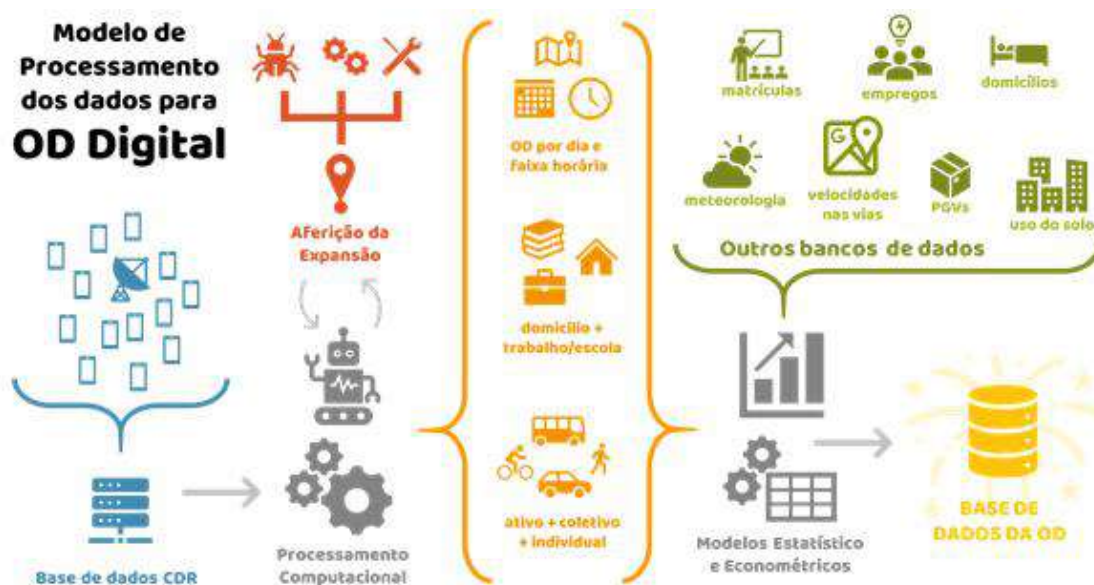 Modelo de
Processamento
dos dados para
OD Digital
Base de dados CDR
Aferição da
Expansão
Processamento
Computacional
OD por dia e
faixa horária
domicílio +
trabalho/escola
ativo + coletivo
+ individual
matrículas
empregos
domicílios
meteorologia
G
velocidades
nas vias
PGVs
uso do solo
Outros bancos de dados
Modelos Estatístico
e Econométricos
BASE DE
DADOS DA OD